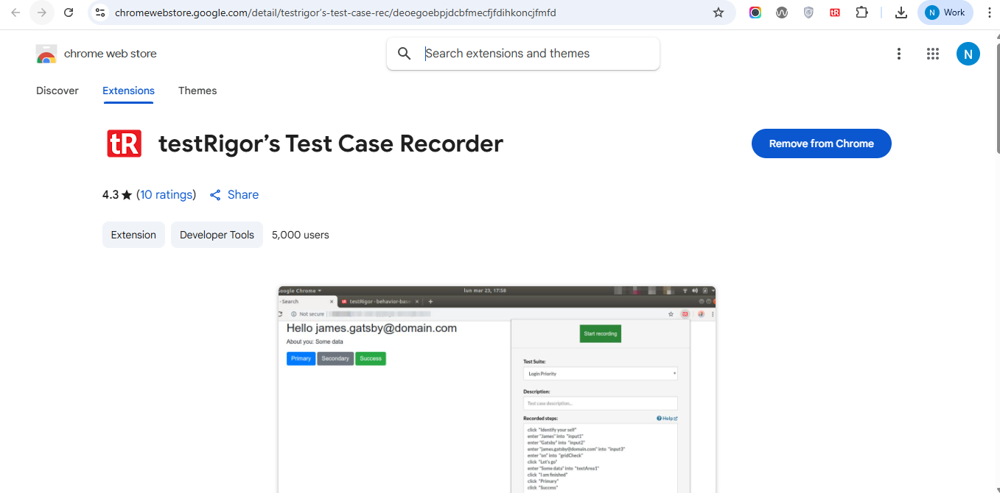 chromewebstore.google.com/detail/testrigor's-test-case-rec/deoegoebpjdcbfmecfjfdihkoncjfmfd
tR
N Work
chrome web store
Search extensions and themes
N
Discover Extensions Themes
tR testRigor’s Test Case Recorder
Remove from Chrome
4.3 ★ (10 ratings) Share
Extension Developer Tools 5,000 users
oogle Chrome lun mar 23, 17:58
- Search × tR testRigor - behavior-bas × +
Not secure
Hello james.gatsby@domain.com
About you: Some data
Primary Secondary Success
Start recording
Test Suite:
Login Priority
Description:
Test case description...
Recorded steps: Help
click "Identify your self"
enter "James" into "input1"
enter "Gatsby" into "input2"
enter "james.gatsby@domain.com" into "input3"
enter "on" into "gridCheck"
click "Let's go"
enter "Some data" into "textArea1"
click "I am finished"
click "Primary"
click "Success"